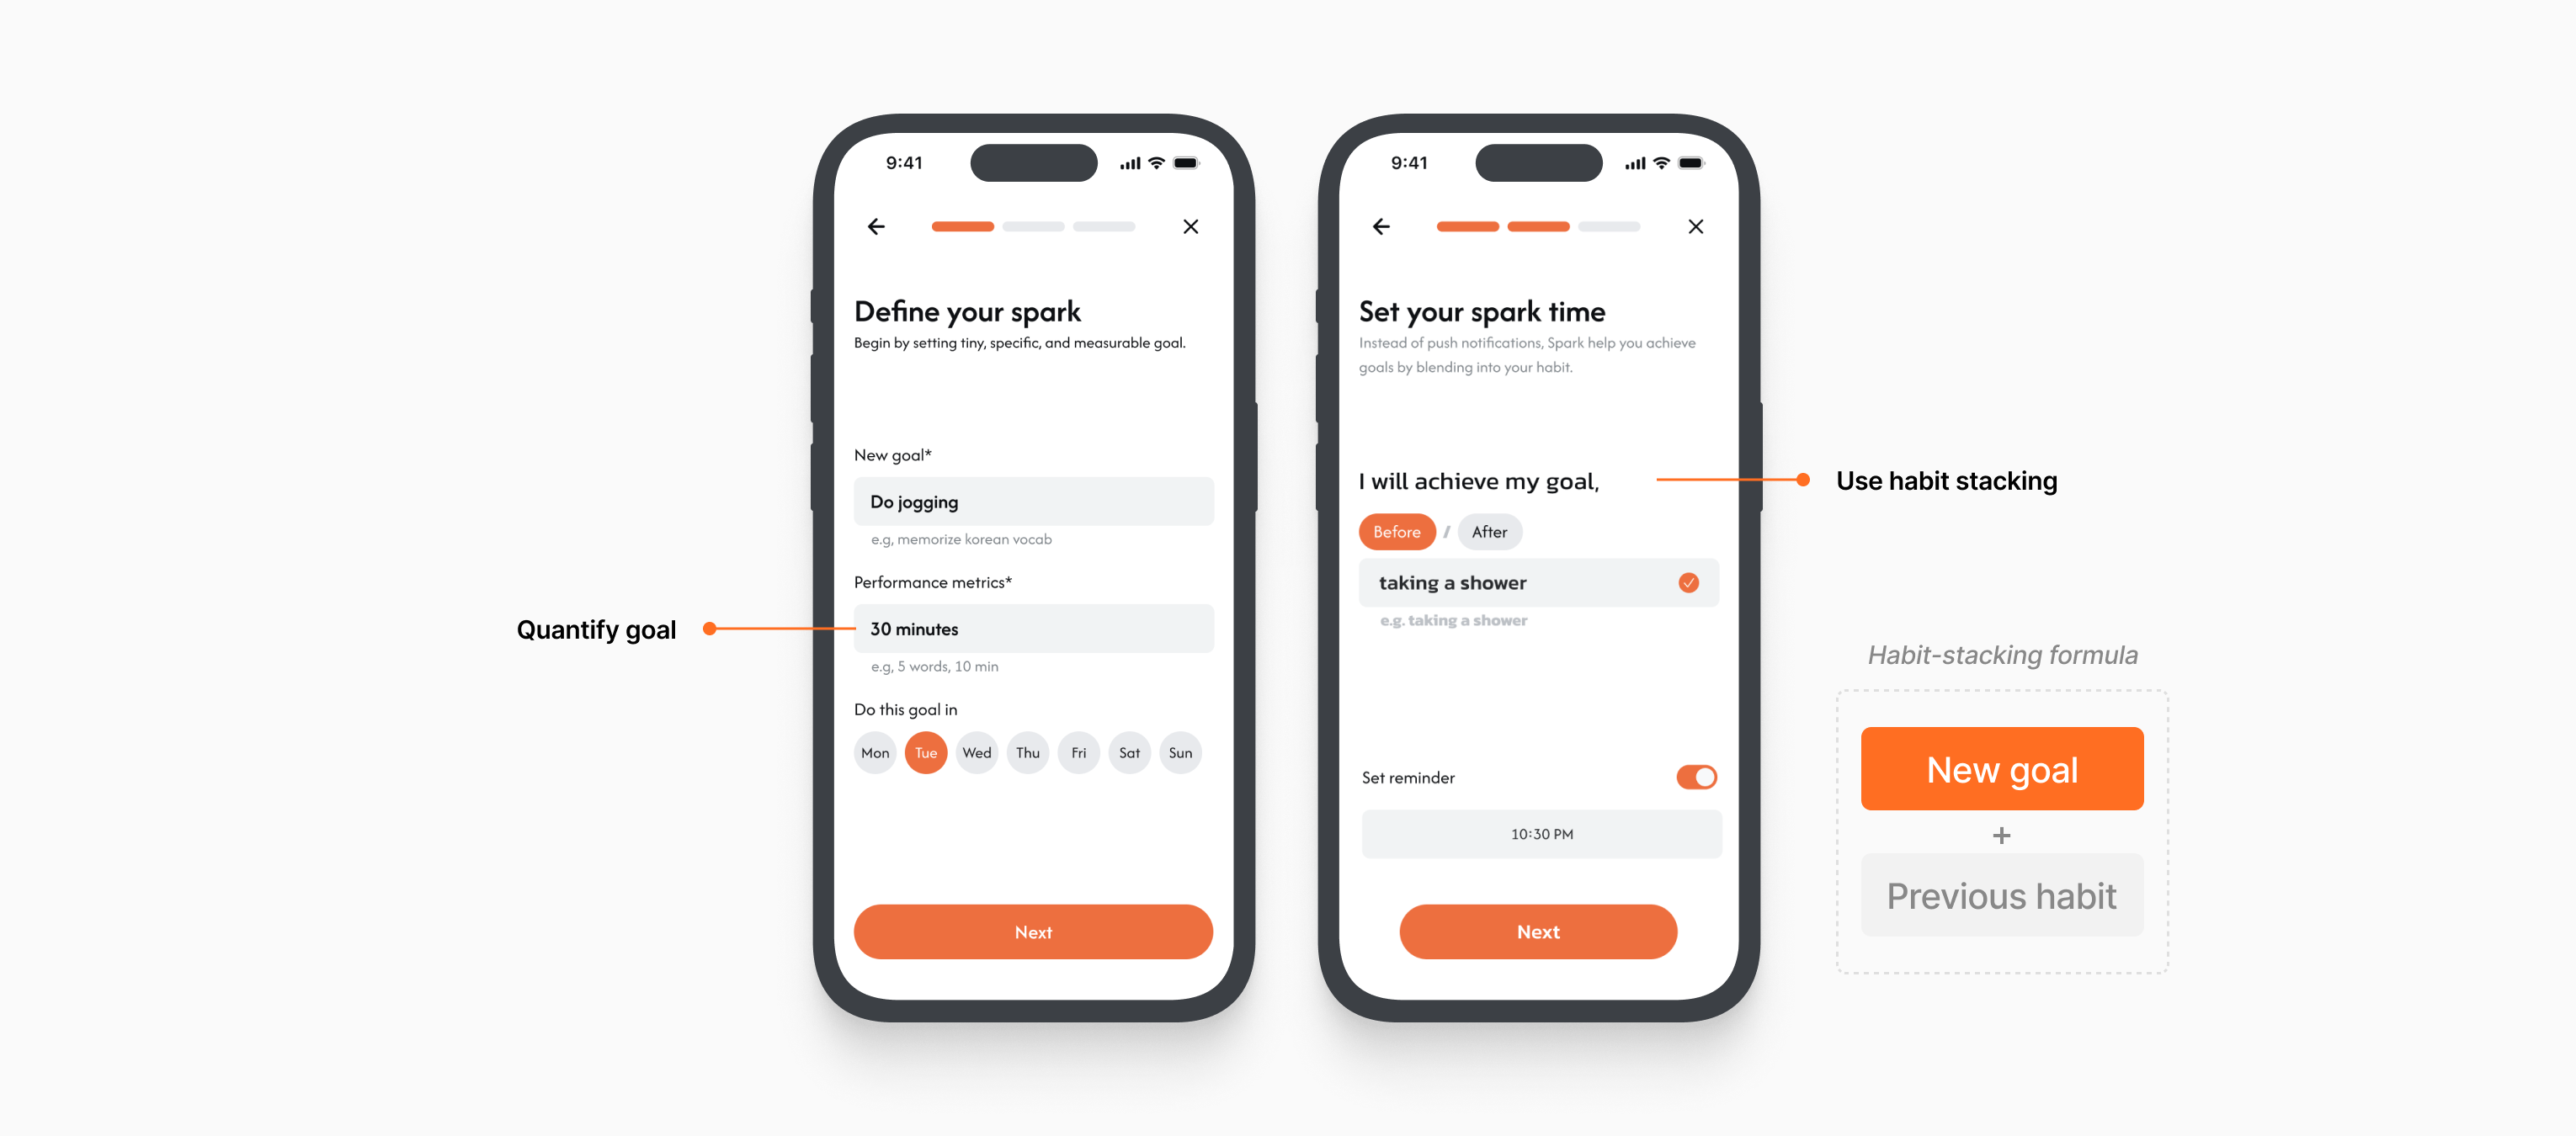 9:41
Define your spark
Begin by setting tiny, specific, and measurable goal.
New goal*
Do jogging
e.g, memorize korean vocab
Performance metrics*
30 minutes
e.g, 5 words, 10 min
Do this goal in
Mon Tue Wed Thu Fri Sat Sun
Next
Quantify goal
9:41
Set your spark time
Instead of push notifications, Spark help you achieve
goals by blending into your habit.
I will achieve my goal,
Before / After
taking a shower
e.g. taking a shower
Set reminder
10:30 PM
Next
Use habit stacking
Habit-stacking formula
New goal
+
Previous habit